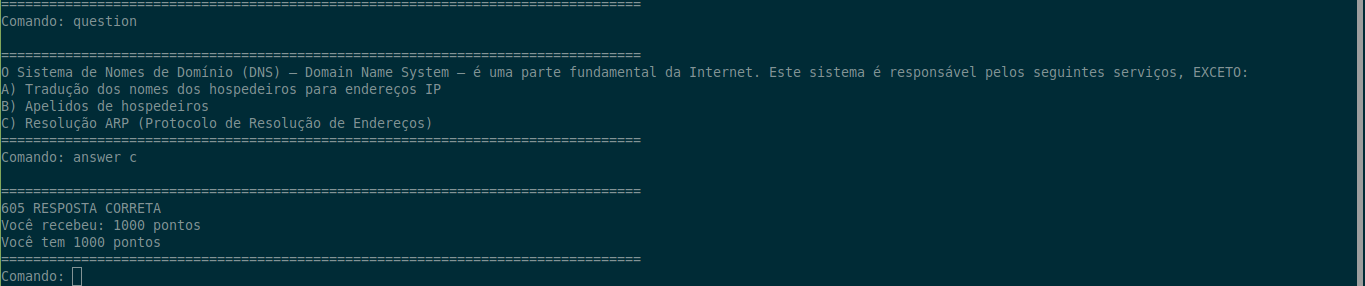 ================================================================================
Comando: question
================================================================================
O Sistema de Nomes de Domínio (DNS) – Domain Name System – é uma parte fundamental da Internet. Este sistema é responsável pelos seguintes serviços, EXCETO:
A) Tradução dos nomes dos hospedeiros para endereços IP
B) Apelidos de hospedeiros
C) Resolução ARP (Protocolo de Resolução de Endereços)
================================================================================
Comando: answer c
================================================================================
605 RESPOSTA CORRETA
Você recebeu: 1000 pontos
Você tem 1000 pontos
================================================================================
Comando: